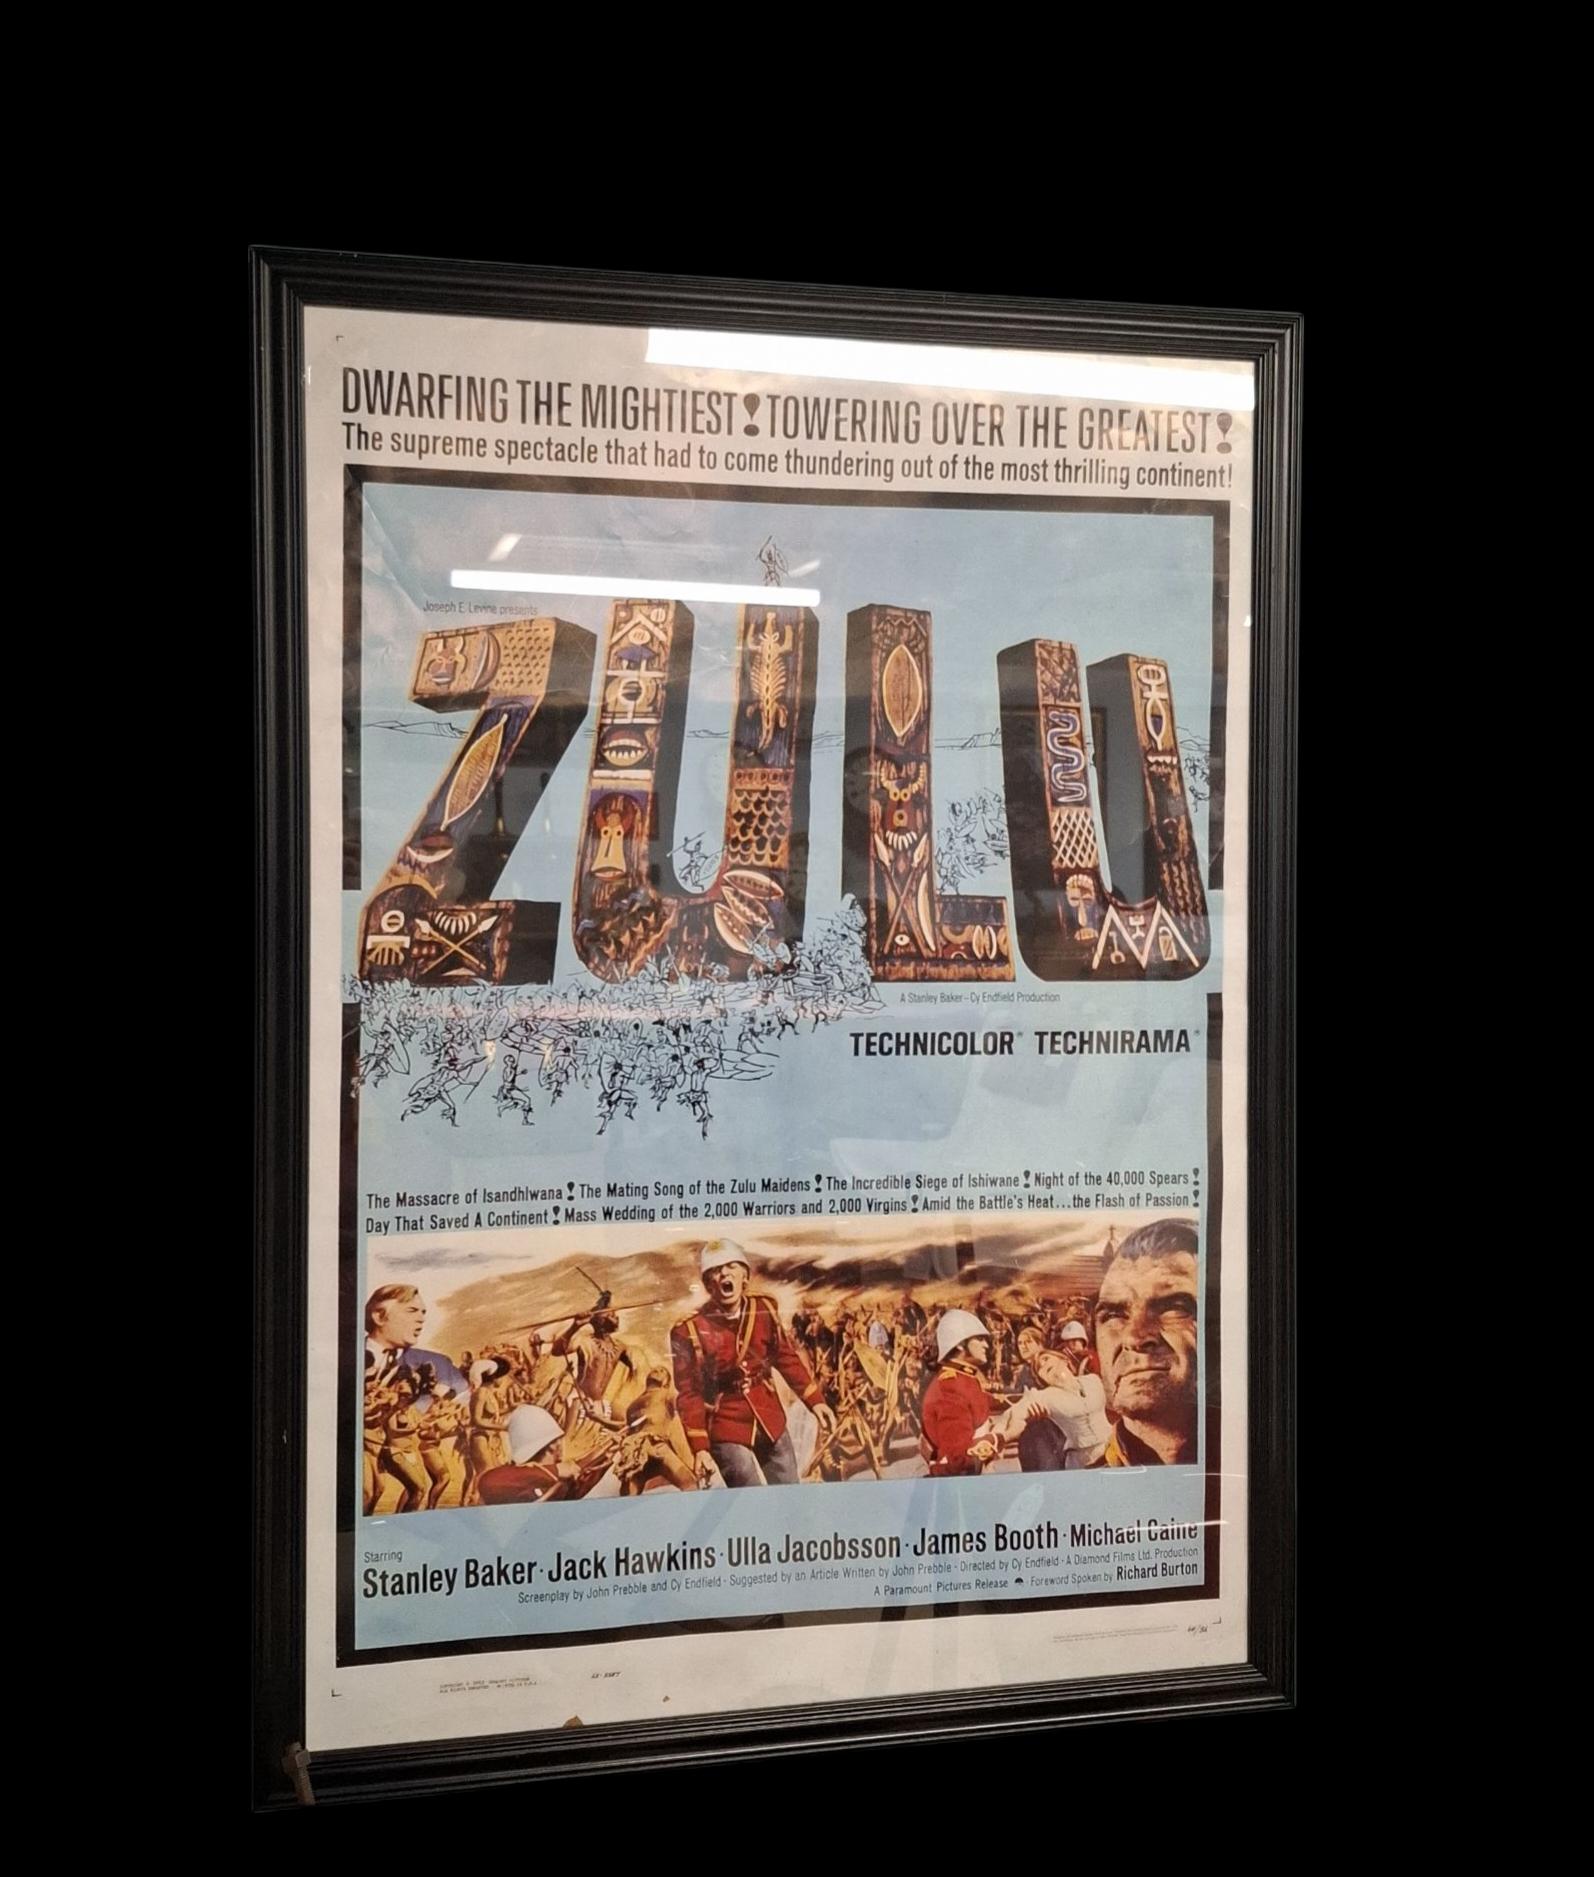 DWARFING THE MIGHTIEST! TOWERING OVER THE GREATEST!
The supreme spectacle that had to come thundering out of the most thrilling continent!
Joseph E. Levine presents
ZULU
A Stanley Baker - Cy Endfield Production
TECHNICOLOR® TECHNIRAMA®
The Massacre of Isandhlwana! The Mating Song of the Zulu Maidens! The Incredible Siege of Ishiwane! Night of the 40,000 Spears!
Day That Saved A Continent! Mass Wedding of the 2,000 Warriors and 2,000 Virgins! Amid the Battle's Heat...the Flash of Passion!
Starring
Stanley Baker · Jack Hawkins · Ulla Jacobsson · James Booth · Michael Caine
Screenplay by John Prebble and Cy Endfield · Suggested by an Article Written by John Prebble · Directed by Cy Endfield · A Diamond Films Ltd. Production
A Paramount Pictures Release · Foreword Spoken by Richard Burton